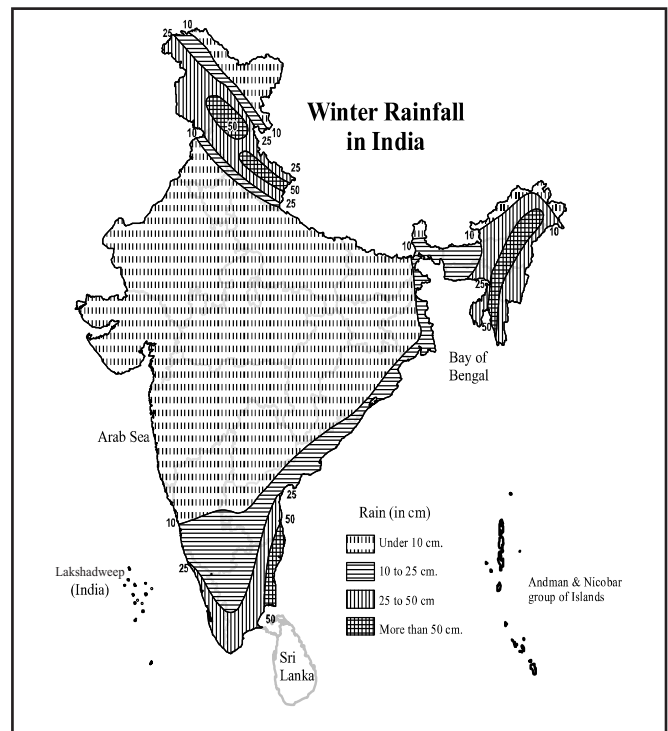 10
25
Winter Rainfall
in India
50
10
10
25
25
50
25
10
10
10
25
50
Bay of
Bengal
Arab Sea
25
50
10
Rain (in cm)
Under 10 cm.
10 to 25 cm.
25 to 50 cm
More than 50 cm.
25
Lakshadweep
(India)
Andman & Nicobar
group of Islands
50
Sri
Lanka